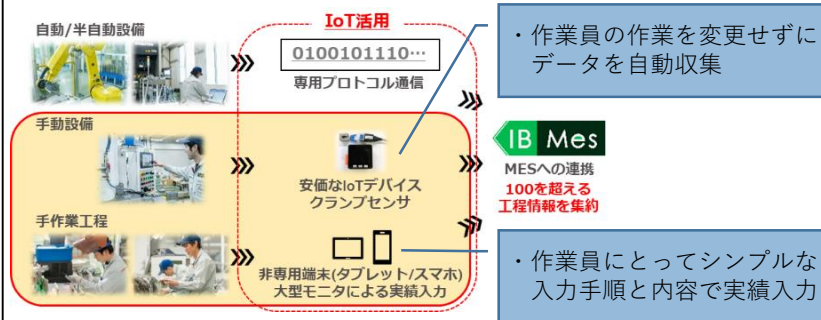 自動/半自動設備
IoT活用
0100101110…
専用プロトコル通信
・作業員の作業を変更せずに
データを自動収集
手動設備
安価なIoTデバイス
クランプセンサ
IB Mes
MESへの連携
100を超える
工程情報を集約
手作業工程
非専用端末(タブレット/スマホ)
大型モニタによる実績入力
・作業員にとってシンプルな
入力手順と内容で実績入力